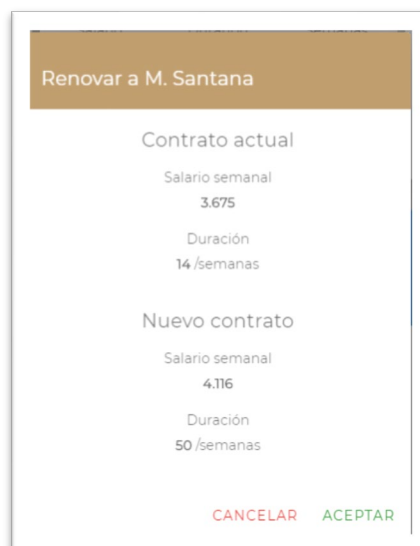 Renovar a M. Santana
Contrato actual
Salario semanal
3.675
Duración
14 /semanas
Nuevo contrato
Salario semanal
4.116
Duración
50 /semanas
CANCELAR ACEPTAR